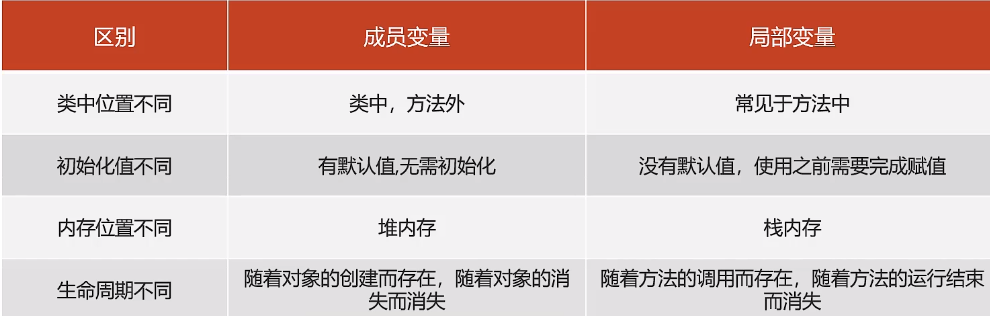 区别 成员变量 局部变量
类中位置不同 类中，方法外 常见于方法中
初始化值不同 有默认值,无需初始化 没有默认值，使用之前需要完成赋值
内存位置不同 堆内存 栈内存
生命周期不同 随着对象的创建而存在，随着对象的消 随着方法的调用而存在，随着方法的运行结束
失而消失 而消失